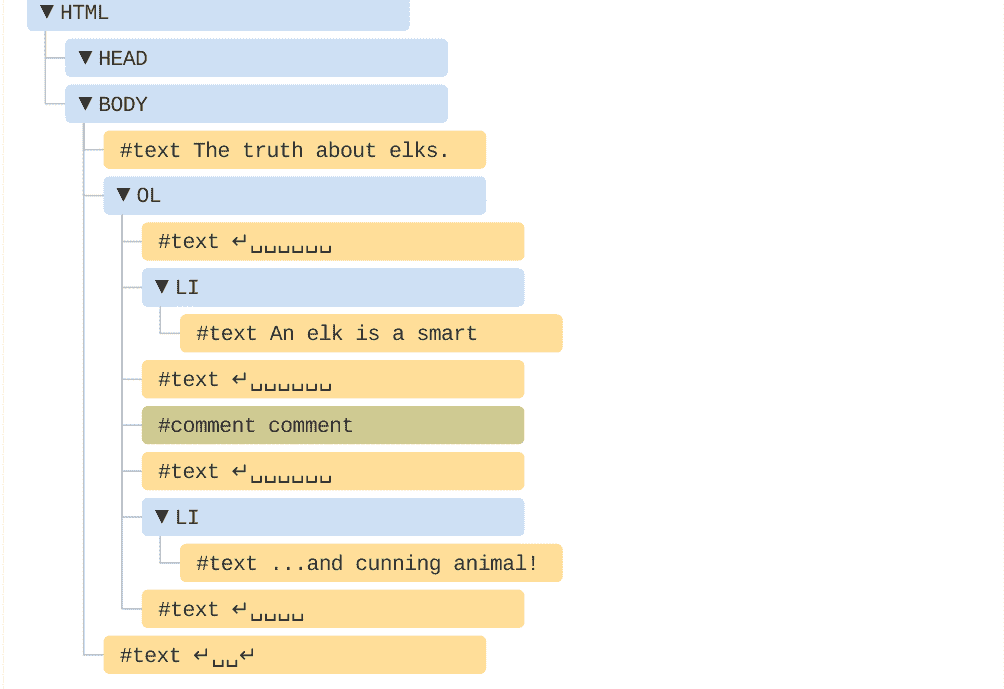 ▼ HTML
▼ HEAD
▼ BODY
#text The truth about elks.
▼ OL
#text ↵␣␣␣␣␣␣
▼ LI
#text An elk is a smart
#text ↵␣␣␣␣␣␣
#comment comment
#text ↵␣␣␣␣␣␣
▼ LI
#text ...and cunning animal!
#text ↵␣␣␣␣
#text ↵␣␣↵